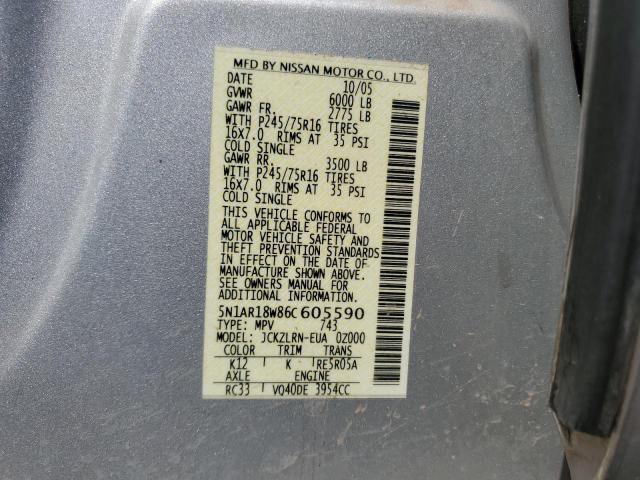 MFD BY NISSAN MOTOR CO., LTD.
DATE 10/05
GVWR 6000 LB
GAWR FR. 2775 LB
WITH P245/75R16 TIRES
16X7.0 RIMS AT 35 PSI
COLD SINGLE
GAWR RR. 3500 LB
WITH P245/75R16 TIRES
16X7.0 RIMS AT 35 PSI
COLD SINGLE
THIS VEHICLE CONFORMS TO
ALL APPLICABLE FEDERAL
MOTOR VEHICLE SAFETY AND
THEFT PREVENTION STANDARDS
IN EFFECT ON THE DATE OF
MANUFACTURE SHOWN ABOVE.
SEE OWNERS MANUAL FOR
ADDITIONAL INFORMATION.
5N1AR18W86C605590
TYPE MPV 743
MODEL: JCKZLRN-EUA 0Z000
COLOR TRIM TRANS
K12 K RE5R05A
AXLE ENGINE
RC33 VQ40DE 3954CC